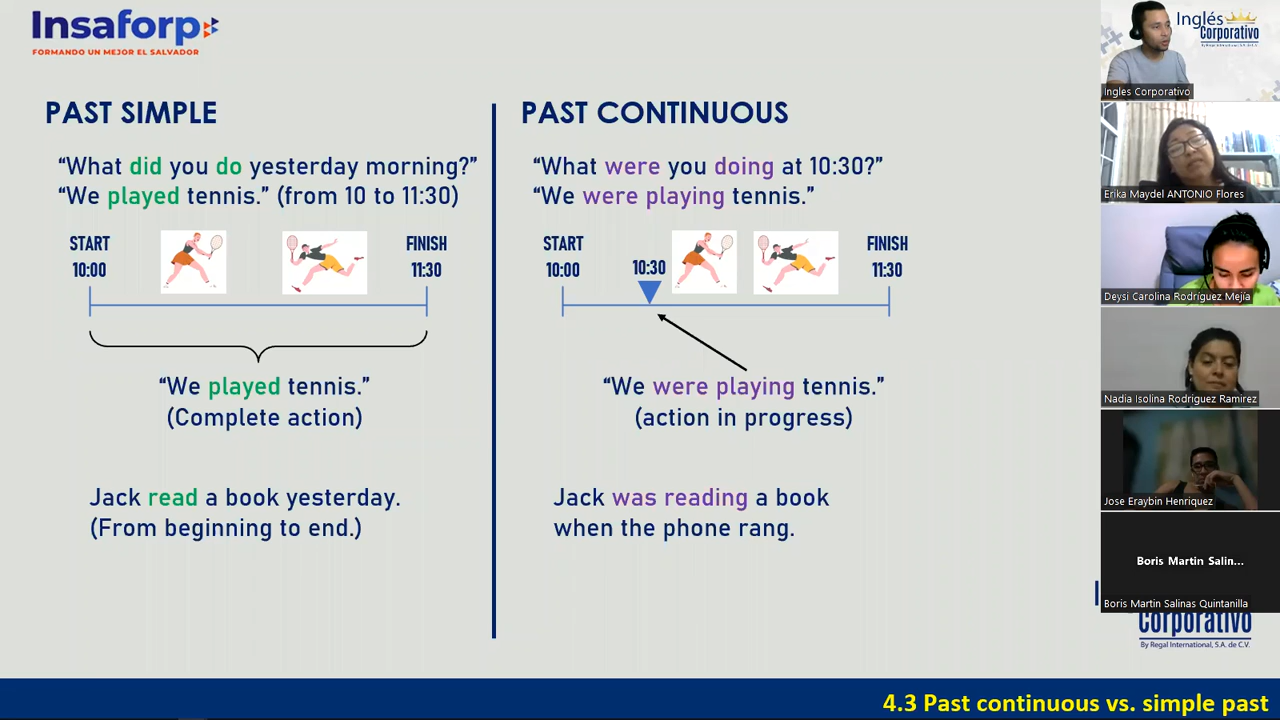 Insaforp
FORMANDO UN MEJOR EL SALVADOR
PAST SIMPLE
“What did you do yesterday morning?”
“We played tennis.” (from 10 to 11:30)
START
10:00
FINISH
11:30
“We played tennis.”
(Complete action)
Jack read a book yesterday.
(From beginning to end.)
PAST CONTINUOUS
“What were you doing at 10:30?”
“We were playing tennis.”
START
10:00
10:30
FINISH
11:30
“We were playing tennis.”
(action in progress)
Jack was reading a book
when the phone rang.
Inglés
Corporativo
By Regal International, S.A. de C.V.
Ingles Corporativo
Erika Maydel ANTONIO Flores
Deysi Carolina Rodríguez Mejía
Nadia Isolina Rodriguez Ramirez
Jose Eraybin Henriquez
Boris Martin Salin...
Boris Martin Salinas Quintanilla
Corporativo
By Regal International, S.A. de C.V.
4.3 Past continuous vs. simple past